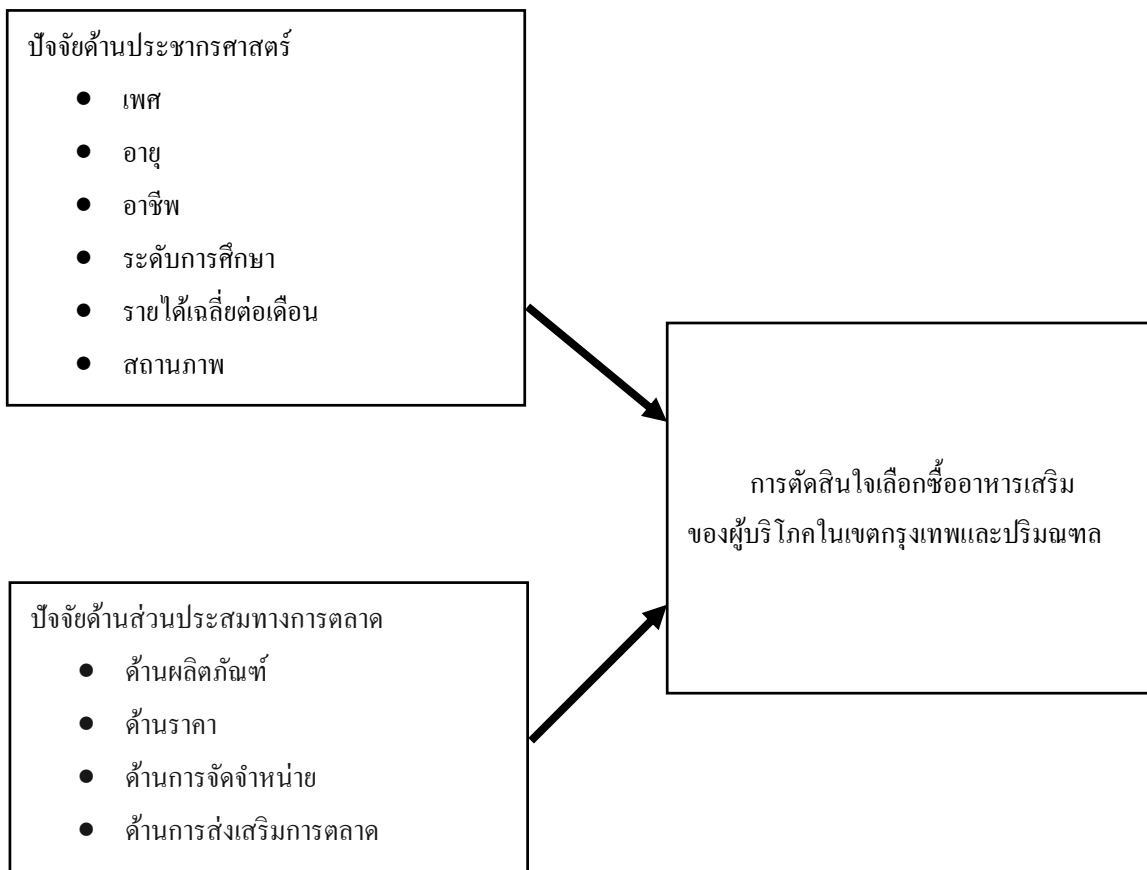 ปัจจัยด้านประชากรศาสตร์
● เพศ
● อายุ
● อาชีพ
● ระดับการศึกษา
● รายได้เฉลี่ยต่อเดือน
● สถานภาพ
การตัดสินใจเลือกซื้ออาหารเสริม
ของผู้บริโภคในเขตกรุงเทพและปริมณฑล
ปัจจัยด้านส่วนประสมทางการตลาด
● ด้านผลิตภัณฑ์
● ด้านราคา
● ด้านการจัดจำหน่าย
● ด้านการส่งเสริมการตลาด